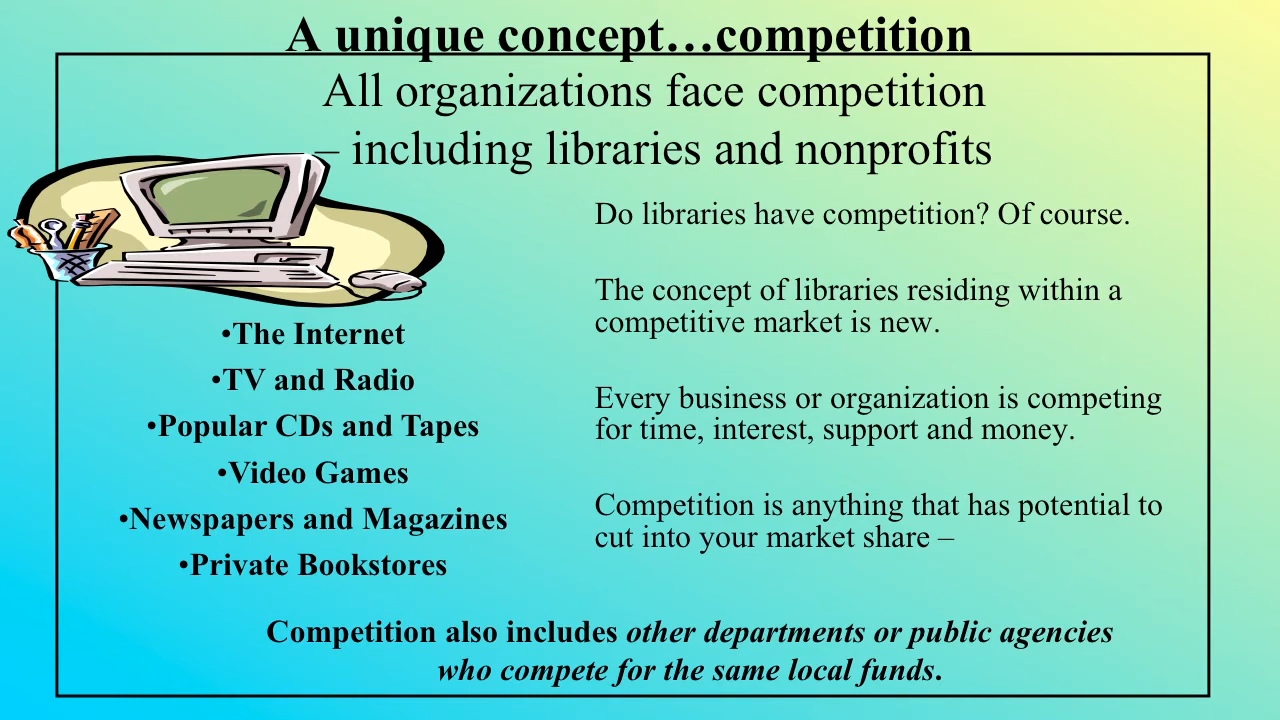 A unique concept…competition
All organizations face competition
– including libraries and nonprofits
•The Internet
•TV and Radio
•Popular CDs and Tapes
•Video Games
•Newspapers and Magazines
•Private Bookstores
Do libraries have competition? Of course.
The concept of libraries residing within a
competitive market is new.
Every business or organization is competing
for time, interest, support and money.
Competition is anything that has potential to
cut into your market share –
Competition also includes other departments or public agencies
who compete for the same local funds.